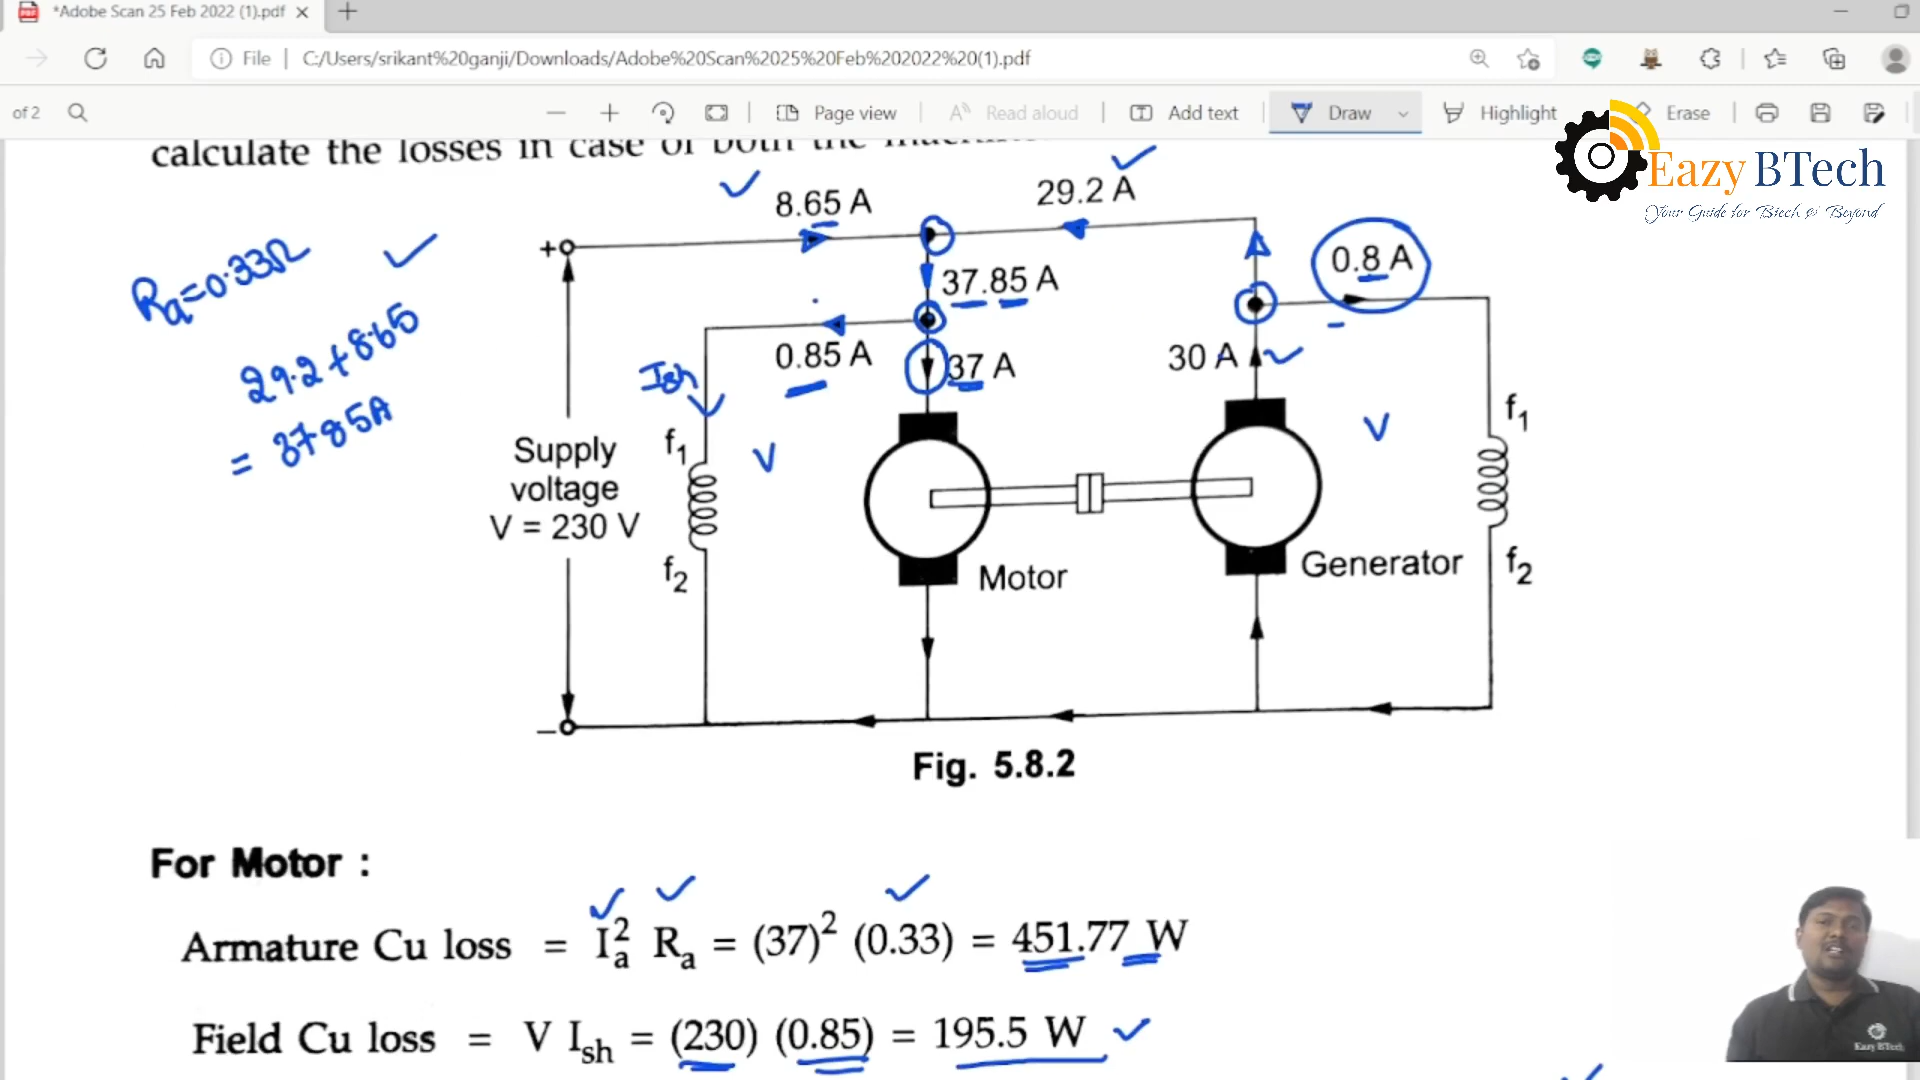 *Adobe Scan 25 Feb 2022 (1).pdf
File C:/Users/srikant%20ganji/Downloads/Adobe%20Scan%2025%20Feb%202022%20(1).pdf
of 2 Page view Read aloud Add text Draw Highlight Erase
Eazy BTech
Your Guide for Btech & Beyond
calculate the losses in case of both the
8.65 A
29.2 A
0.8 A
37.85 A
0.85 A
37 A
30 A
Ra=0.33Ω
29.2+8.65
= 37.85A
Ish
V
V
+
Supply
voltage
V = 230 V
f1
f2
f1
f2
Motor
Generator
–
Fig. 5.8.2
For Motor :
Armature Cu loss = Ia² Ra = (37)² (0.33) = 451.77 W
Field Cu loss = V Ish = (230) (0.85) = 195.5 W
Eazy BTech